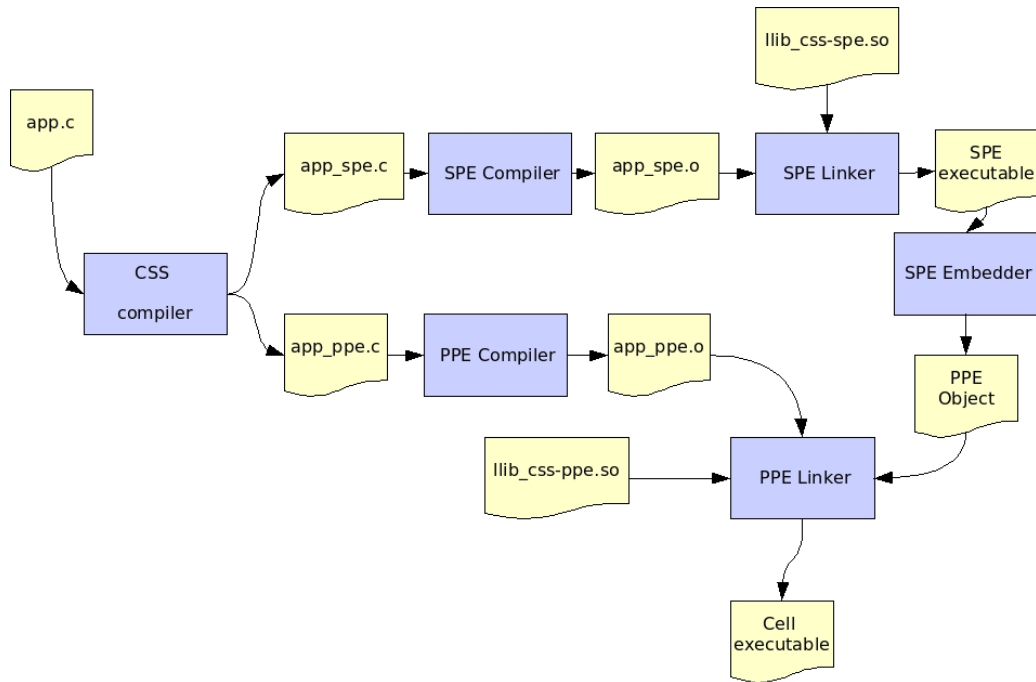 llib_css-spe.so
app.c
app_spe.c
SPE Compiler
app_spe.o
SPE Linker
SPE
executable
CSS
compiler
SPE Embedder
app_ppe.c
PPE Compiler
app_ppe.o
PPE
Object
llib_css-ppe.so
PPE Linker
Cell
executable